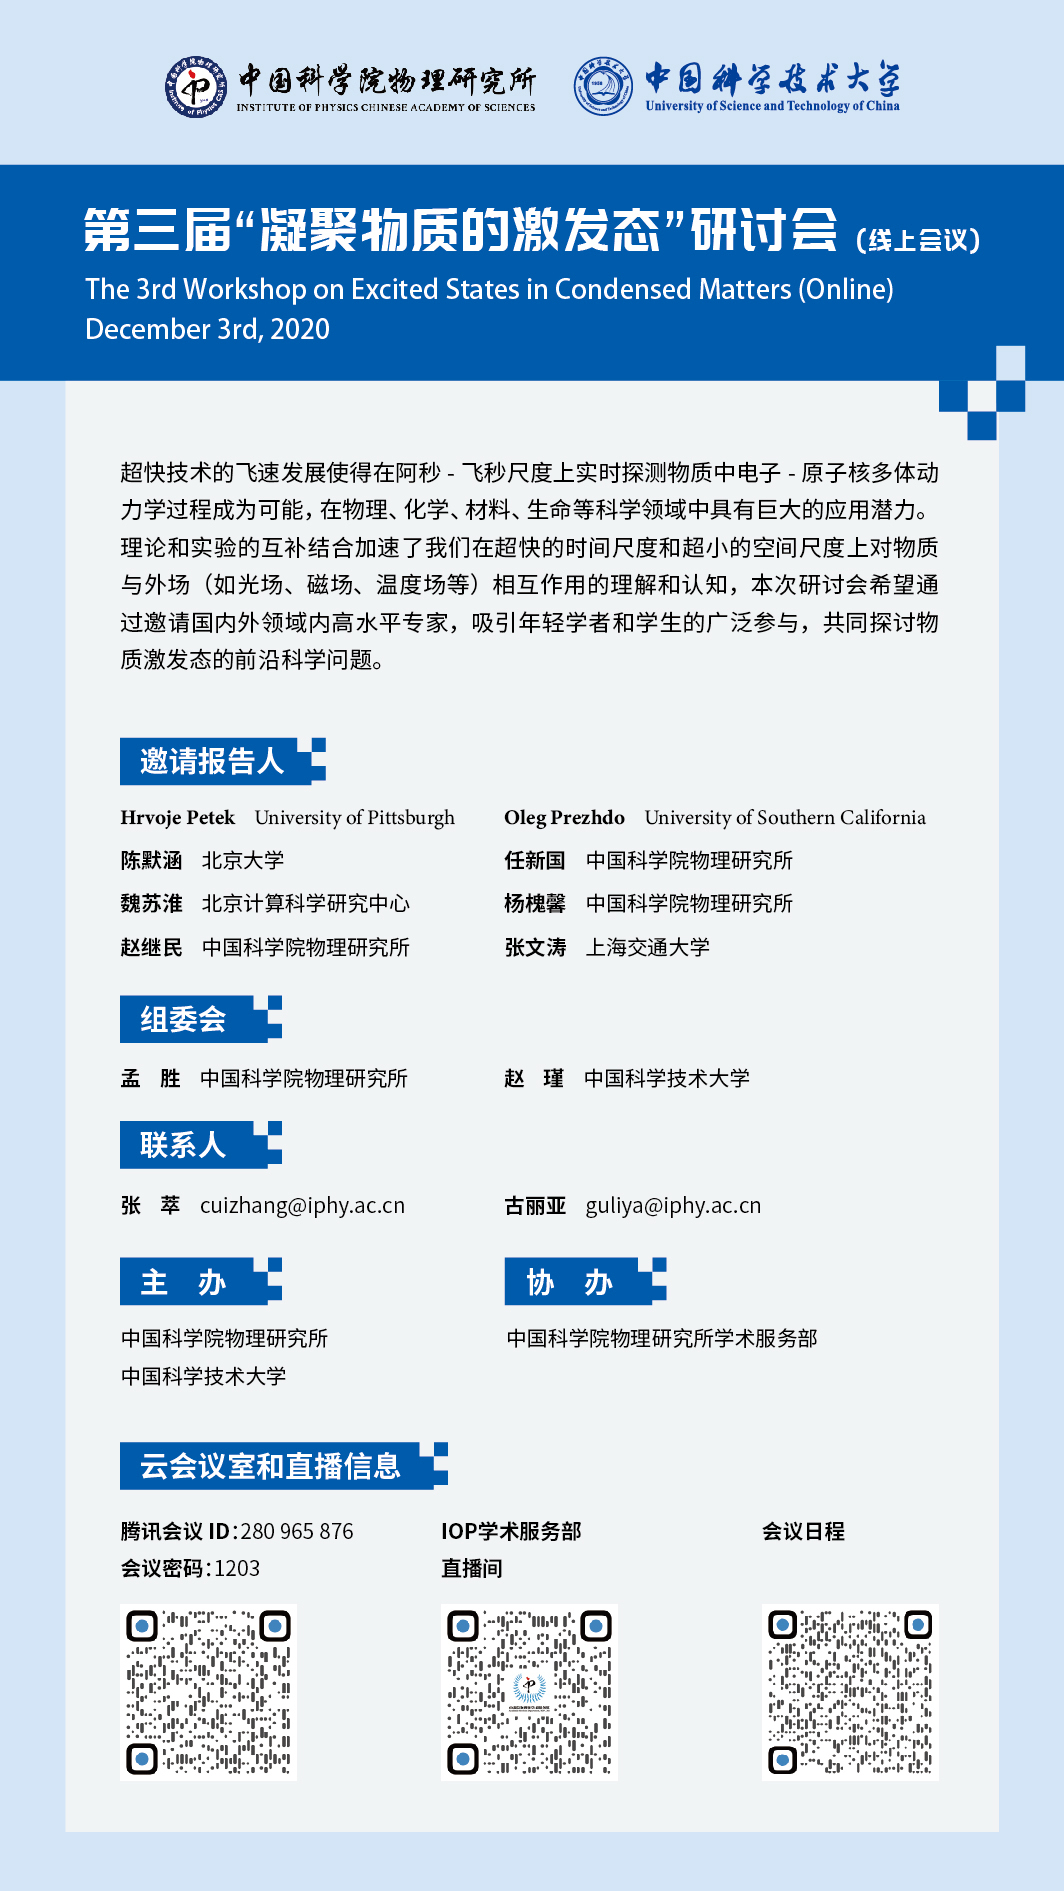 中国科学院物理研究所
INSTITUTE OF PHYSICS CHINESE ACADEMY OF SCIENCES
中国科学技术大学
University of Science and Technology of China
第三届“凝聚物质的激发态”研讨会（线上会议）
The 3rd Workshop on Excited States in Condensed Matters (Online)
December 3rd, 2020
超快技术的飞速发展使得在阿秒 - 飞秒尺度上实时探测物质中电子 - 原子核多体动
力学过程成为可能，在物理、化学、材料、生命等科学领域中具有巨大的应用潜力。
理论和实验的互补结合加速了我们在超快的时间尺度和超小的空间尺度上对物质
与外场（如光场、磁场、温度场等）相互作用的理解和认知，本次研讨会希望通
过邀请国内外领域内高水平专家，吸引年轻学者和学生的广泛参与，共同探讨物
质激发态的前沿科学问题。
邀请报告人
Hrvoje Petek University of Pittsburgh
Oleg Prezhdo University of Southern California
陈默涵 北京大学
任新国 中国科学院物理研究所
魏苏淮 北京计算科学研究中心
杨槐馨 中国科学院物理研究所
赵继民 中国科学院物理研究所
张文涛 上海交通大学
组委会
孟 胜 中国科学院物理研究所
赵 瑾 中国科学技术大学
联系人
张 萃 cuizhang@iphy.ac.cn
古丽亚 guliya@iphy.ac.cn
主 办
协 办
中国科学院物理研究所
中国科学院物理研究所学术服务部
中国科学技术大学
云会议室和直播信息
腾讯会议 ID：280 965 876
会议密码：1203
IOP学术服务部
直播间
会议日程